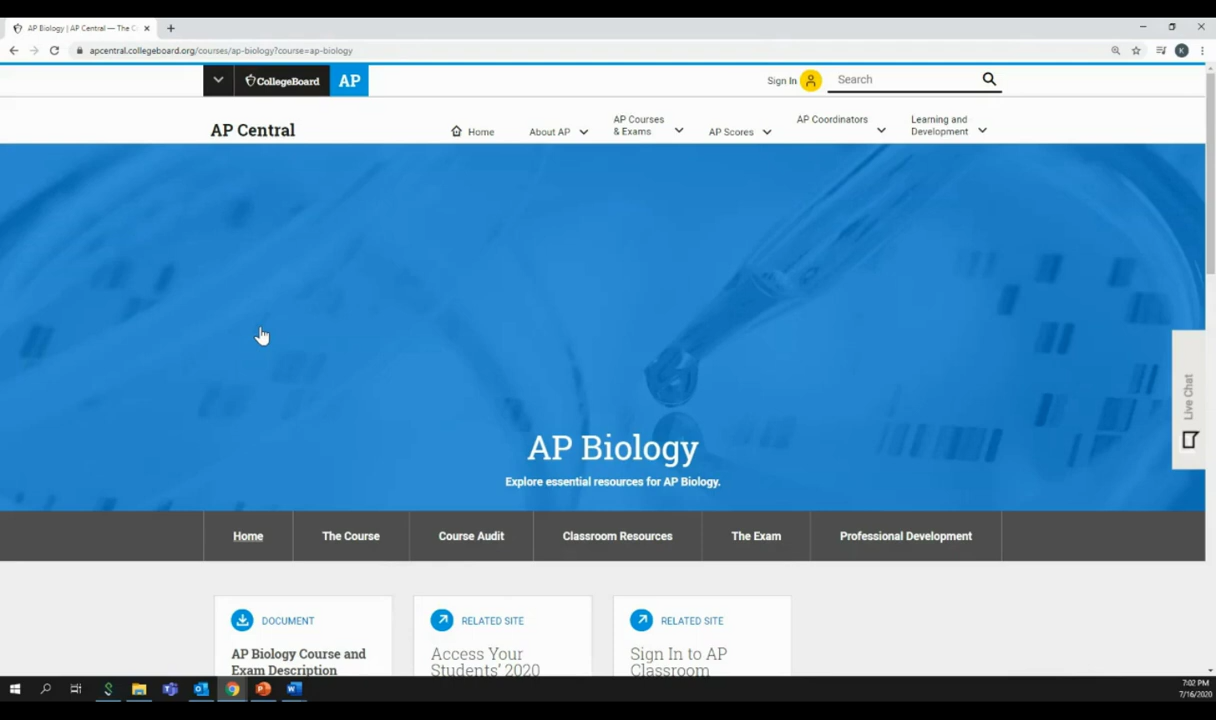 AP Biology | AP Central — The C
apcentral.collegeboard.org/courses/ap-biology?course=ap-biology
CollegeBoard AP
Sign In
Search
AP Central
Home
About AP
AP Courses
& Exams
AP Scores
AP Coordinators
Learning and
Development
Live Chat
AP Biology
Explore essential resources for AP Biology.
Home
The Course
Course Audit
Classroom Resources
The Exam
Professional Development
DOCUMENT
AP Biology Course and
Exam Description
RELATED SITE
Access Your
Students' 2020
RELATED SITE
Sign In to AP
Classroom
7:02 PM
7/16/2020